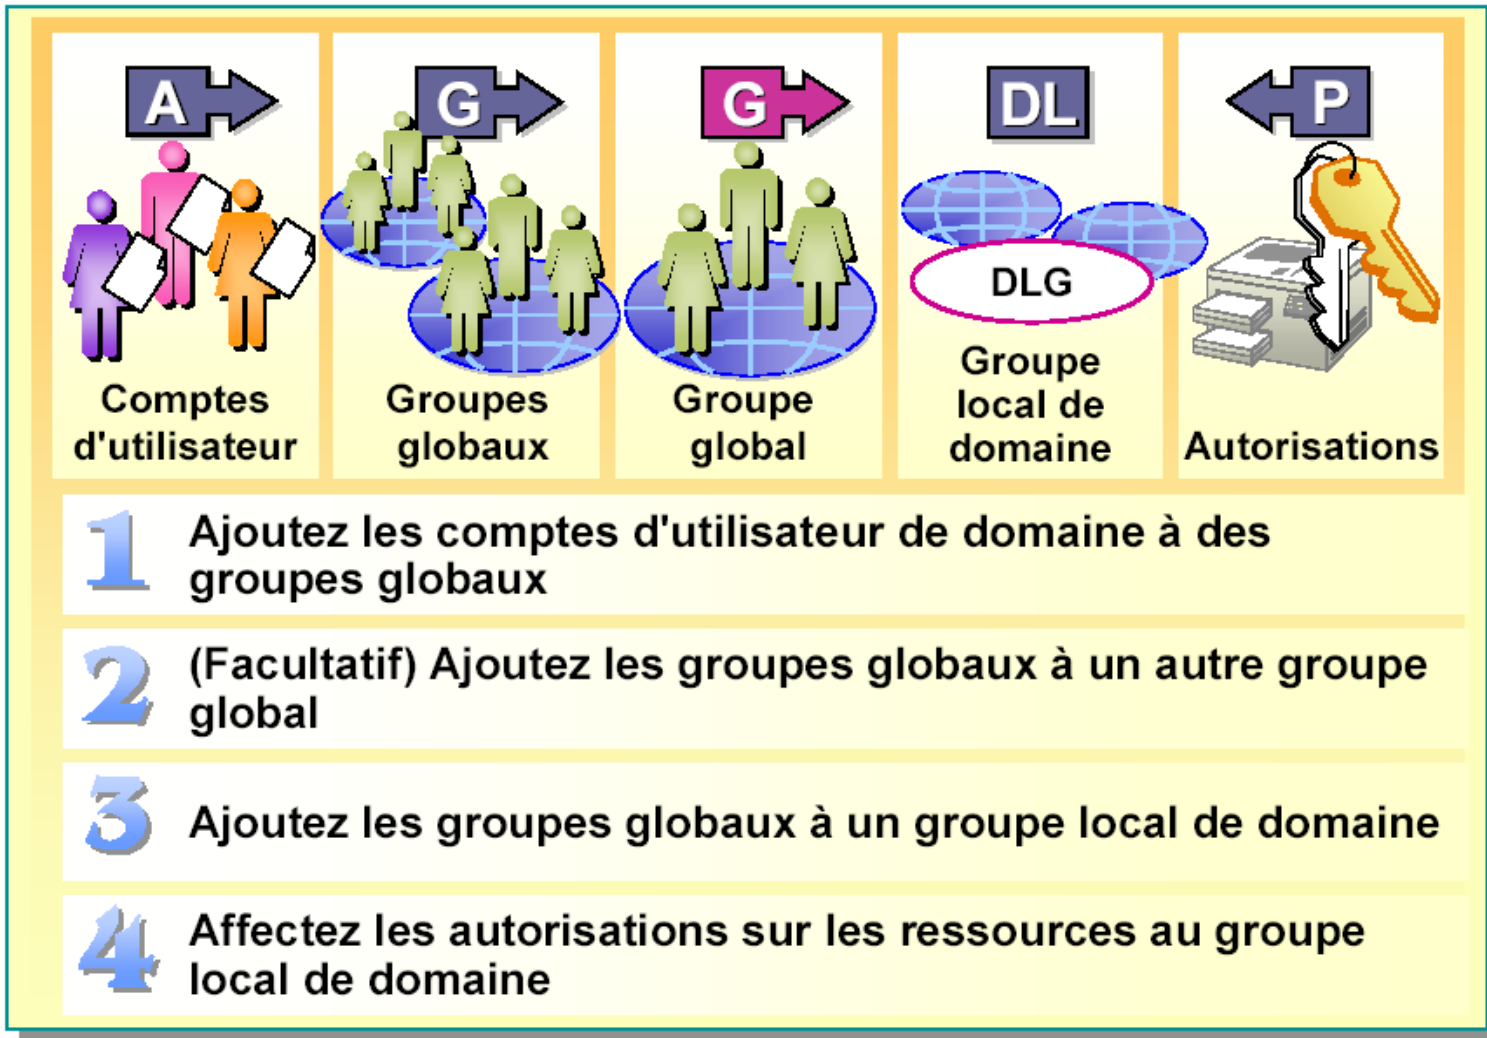 A
G
G
DL
P
DLG
Comptes
d'utilisateur
Groupes
globaux
Groupe
global
Groupe
local de
domaine
Autorisations
1
Ajoutez les comptes d'utilisateur de domaine à des
groupes globaux
2
(Facultatif) Ajoutez les groupes globaux à un autre groupe
global
3
Ajoutez les groupes globaux à un groupe local de domaine
4
Affectez les autorisations sur les ressources au groupe
local de domaine